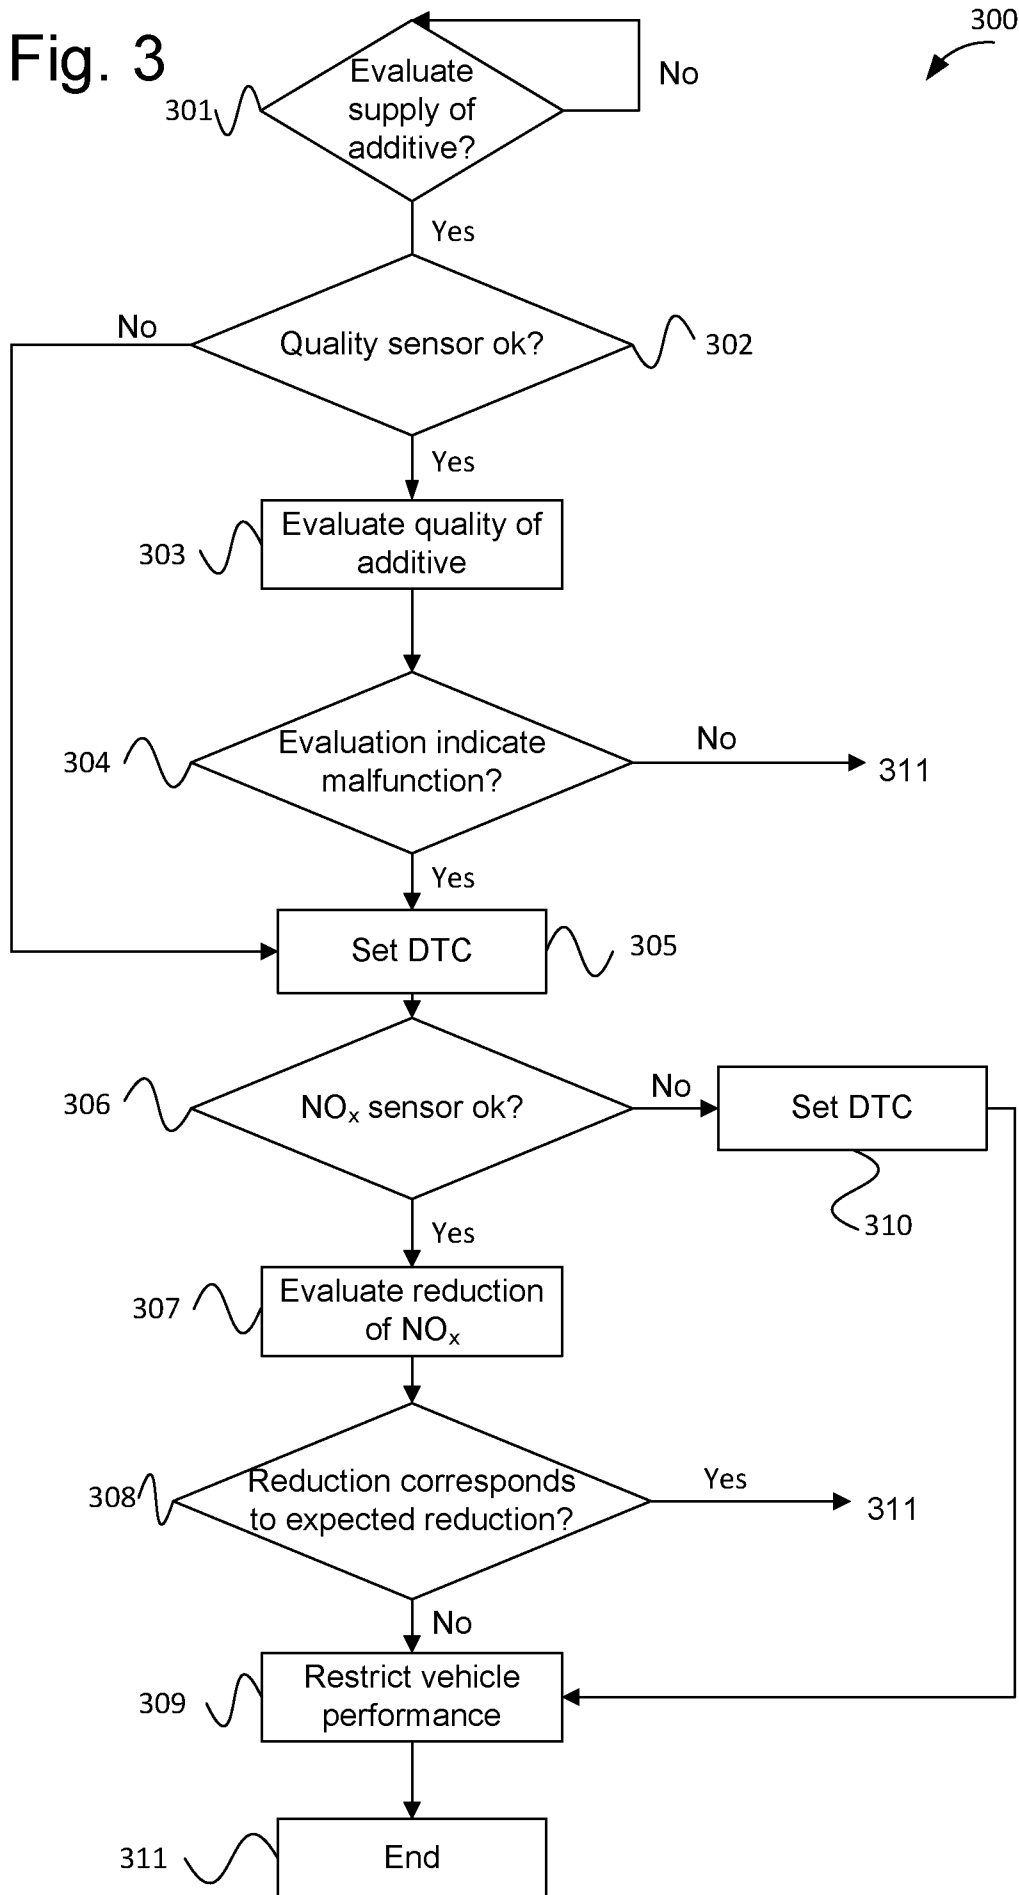 Fig. 3
300
Evaluate
supply of
additive?
No
301
Yes
No
Quality sensor ok?
302
Yes
Evaluate quality of
additive
303
Evaluation indicate
malfunction?
No
304
311
Yes
Set DTC
305
NOₓ sensor ok?
No
Set DTC
306
310
Yes
Evaluate reduction
of NOₓ
307
Reduction corresponds
to expected reduction?
Yes
308
311
No
Restrict vehicle
performance
309
End
311